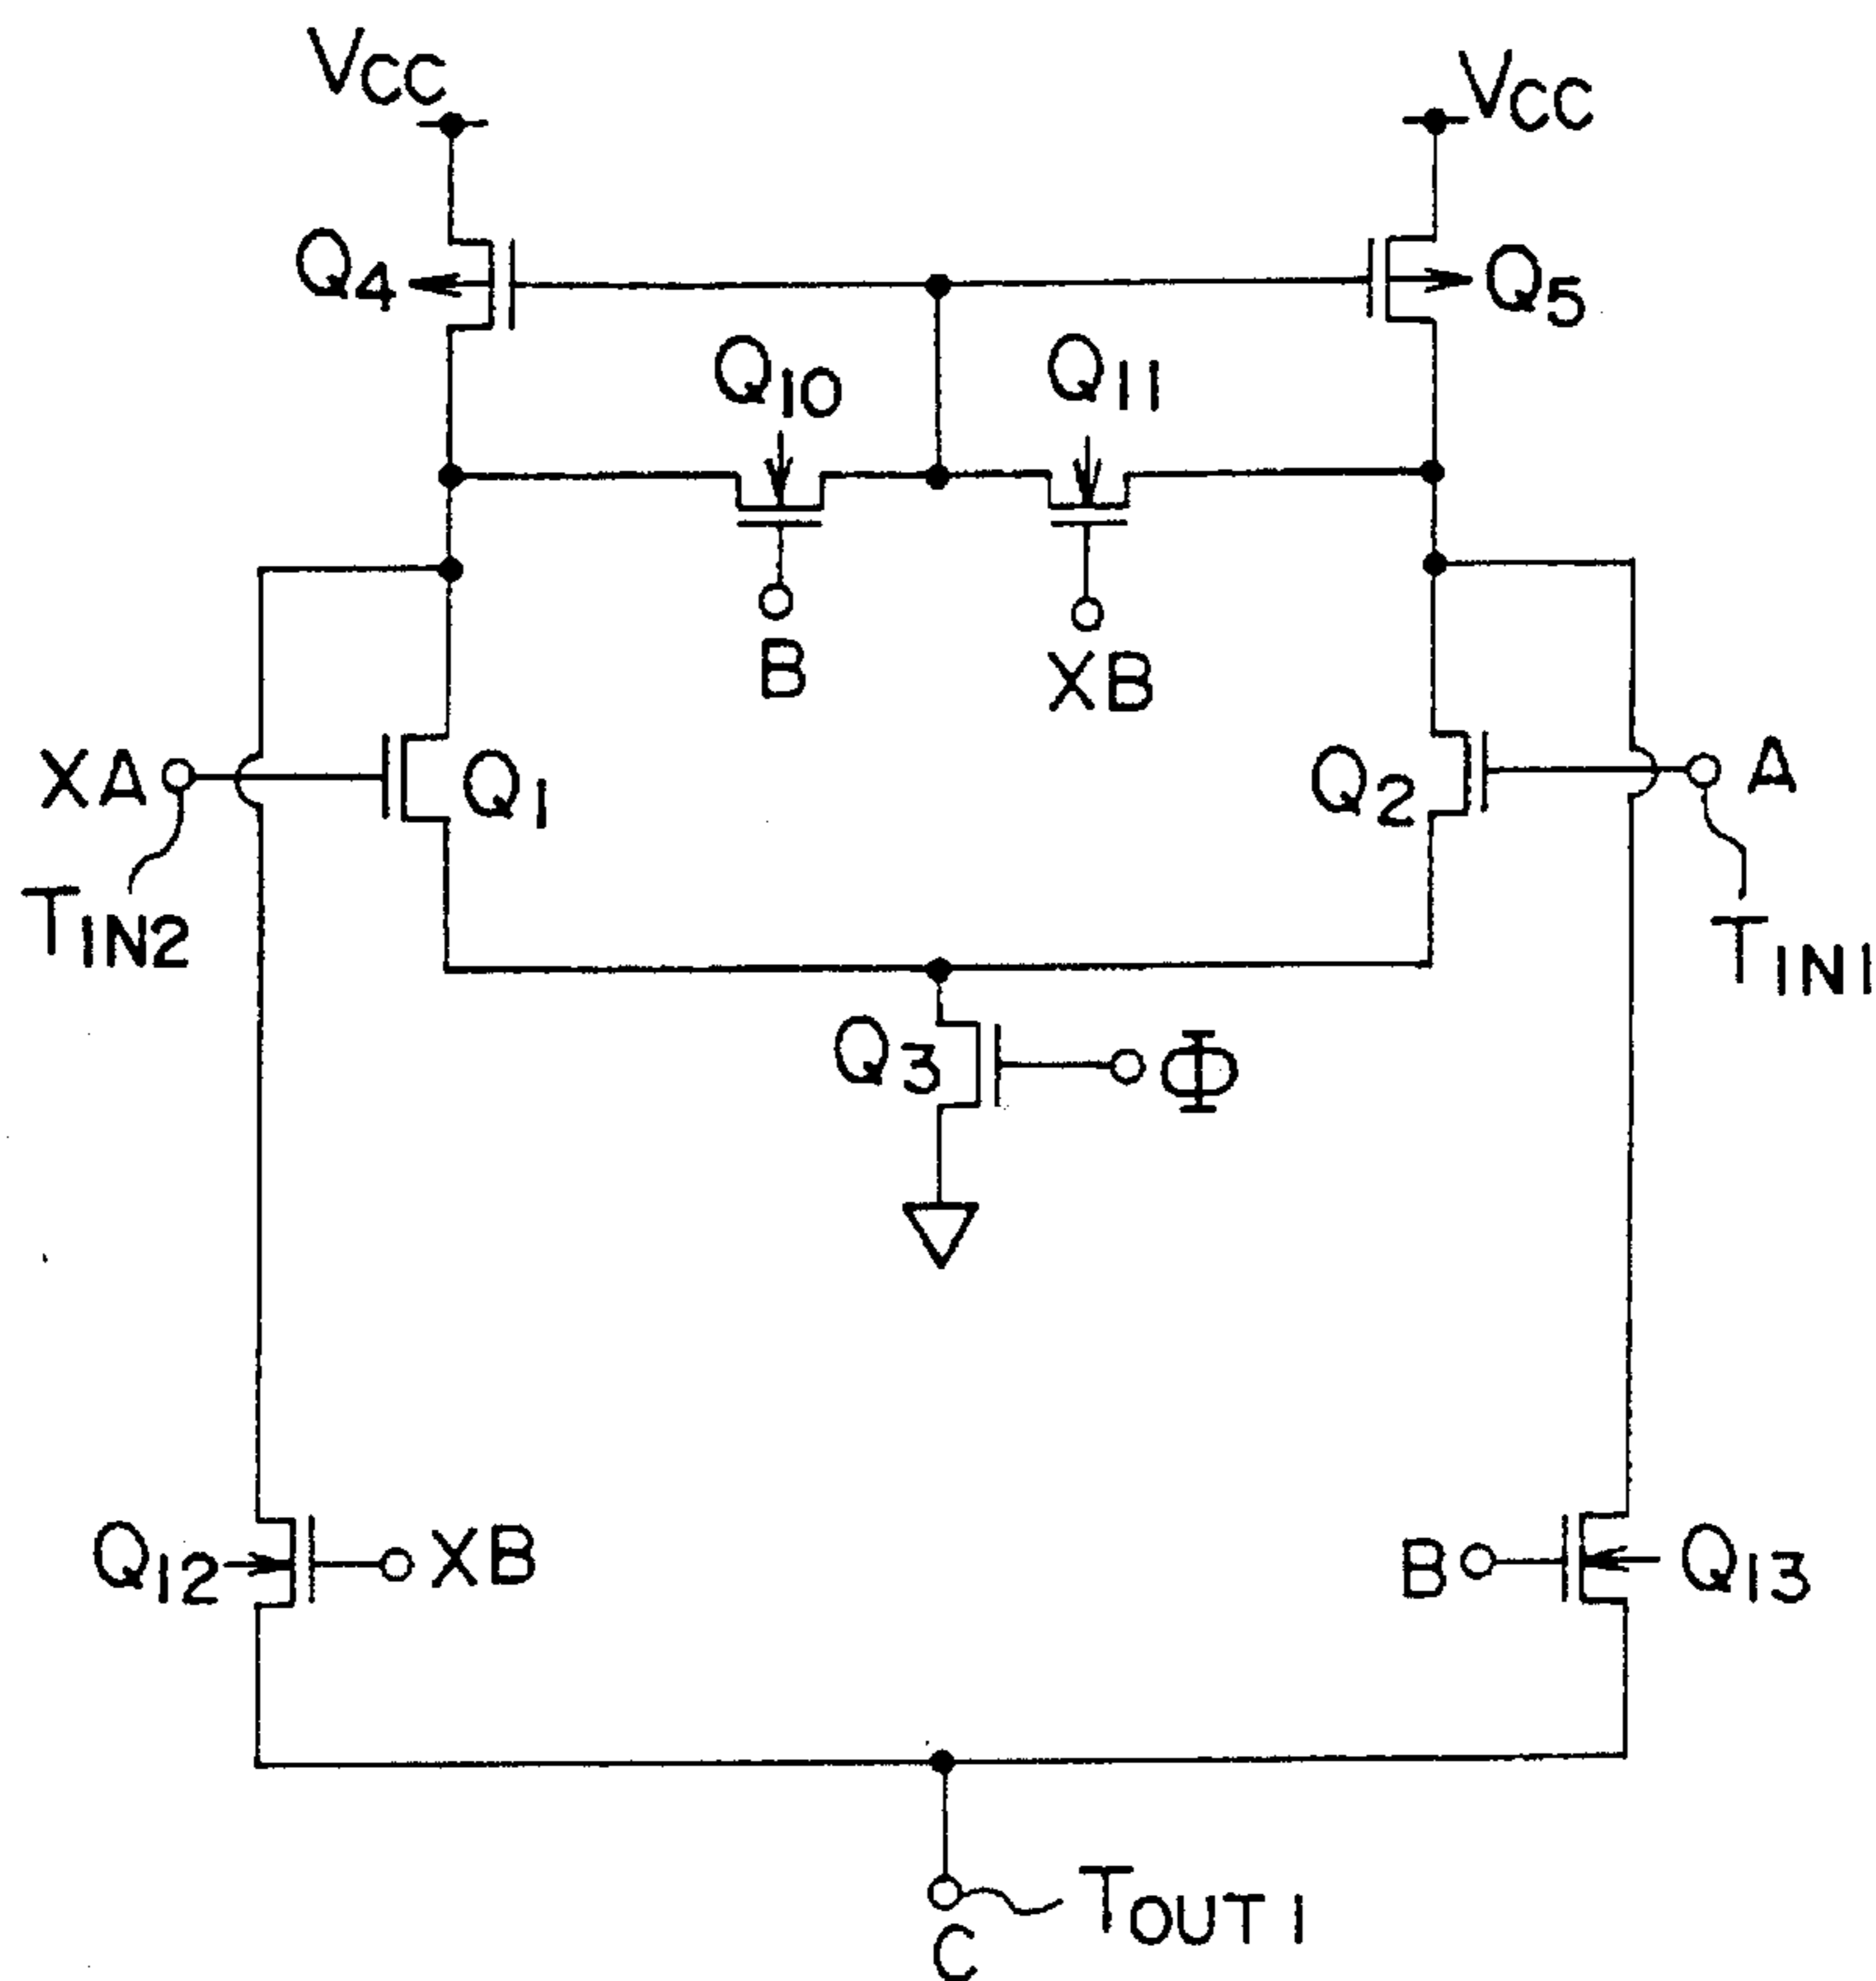 VCC
VCC
Q4
Q5
Q10
Q11
B
XB
XA
Q1
Q2
A
TIN2
TIN1
Q3
Φ
Q12
XB
B
Q13
TOUT1
C